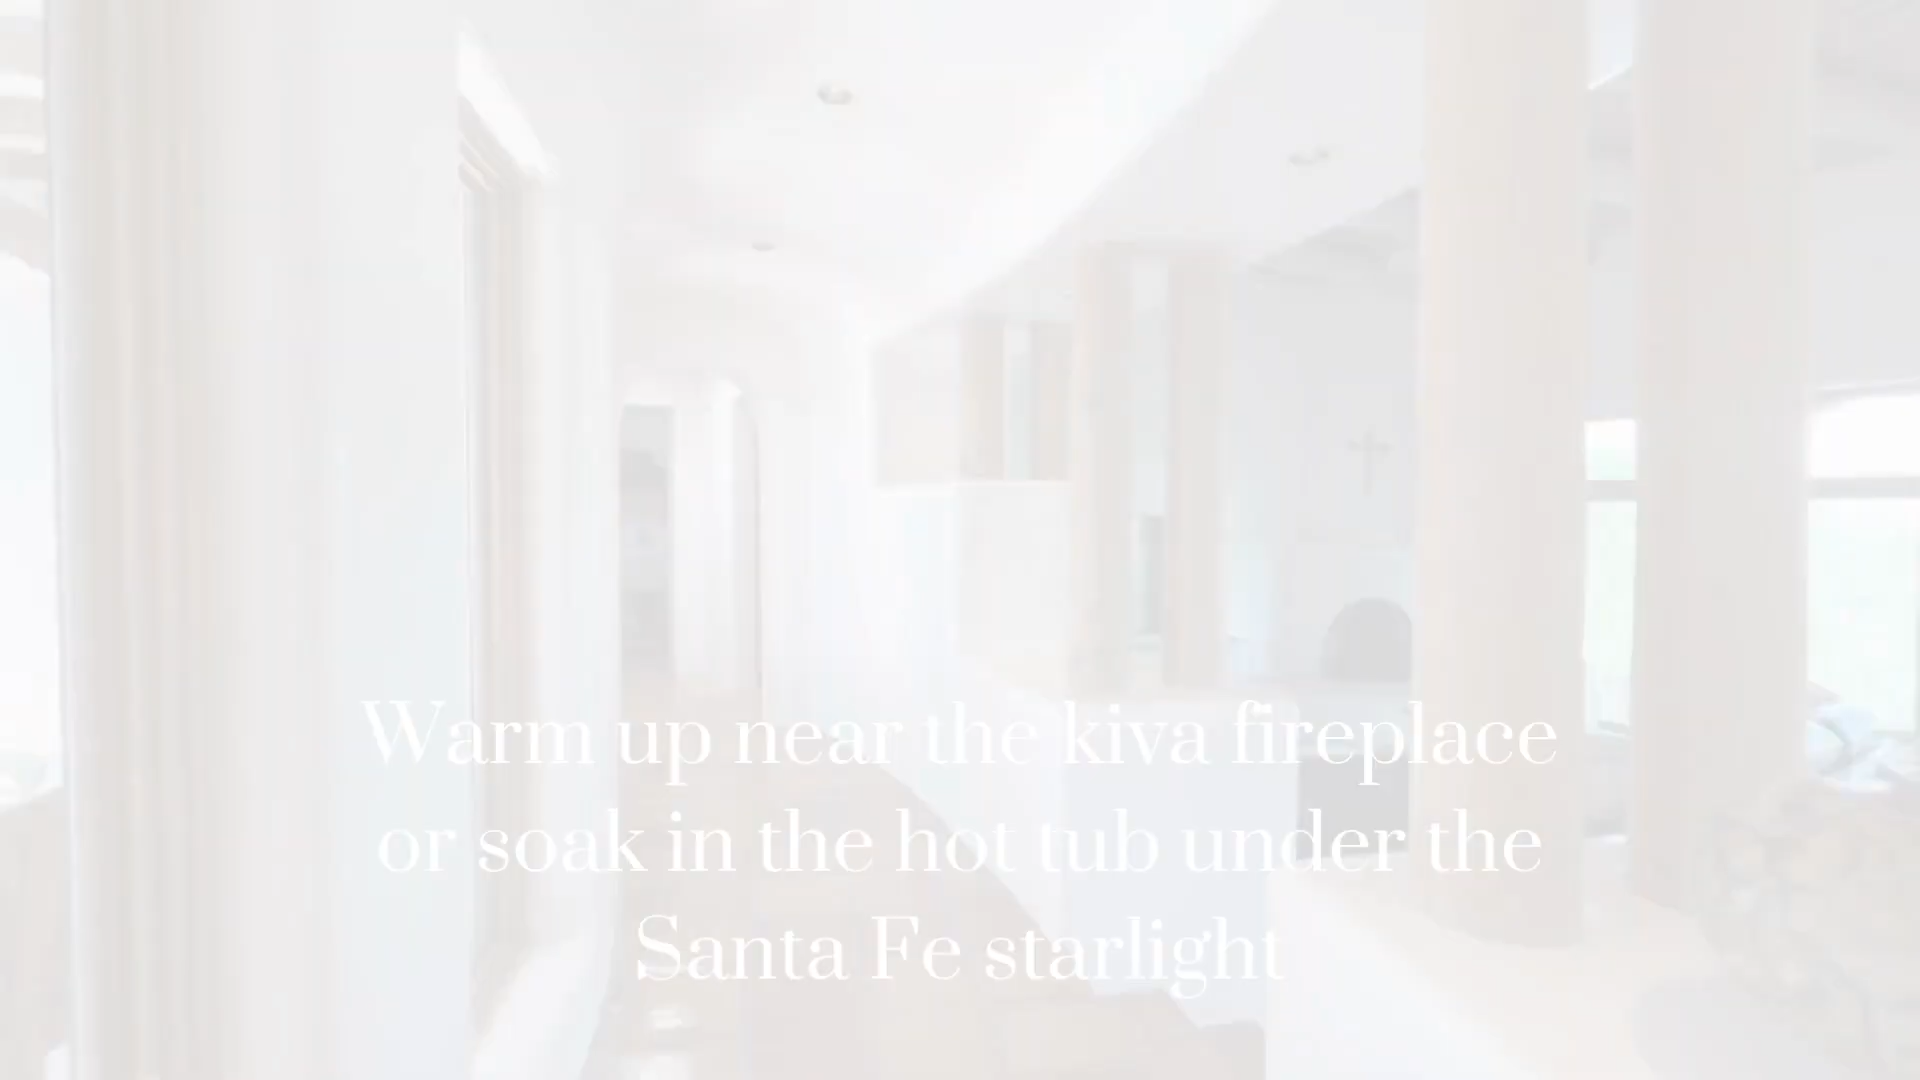 Warm up near the kiva fireplace
or soak in the hot tub under the
Santa Fe starlight